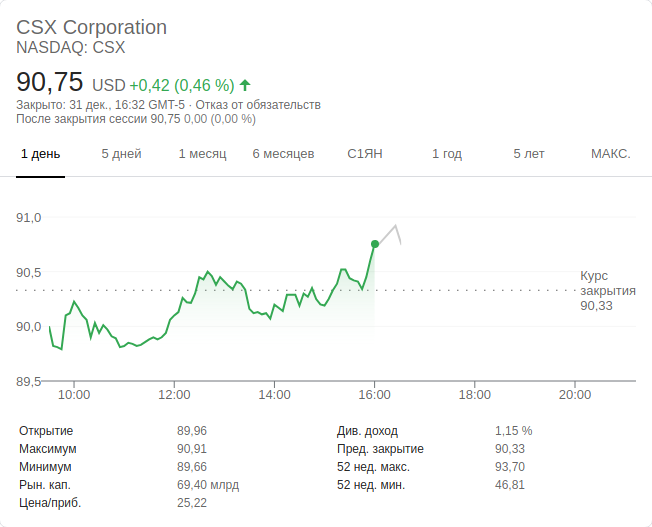 CSX Corporation
NASDAQ: CSX
90,75 USD +0,42 (0,46 %)
Закрыто: 31 дек., 16:32 GMT-5 · Отказ от обязательств
После закрытия сессии 90,75 0,00 (0,00 %)
1 день 5 дней 1 месяц 6 месяцев С1ЯН 1 год 5 лет МАКС.
91,0
90,5
Курс
закрытия
90,33
90,0
89,5
10:00 12:00 14:00 16:00 18:00 20:00
Открытие 89,96 Див. доход 1,15 %
Максимум 90,91 Пред. закрытие 90,33
Минимум 89,66 52 нед. макс. 93,70
Рын. кап. 69,40 млрд 52 нед. мин. 46,81
Цена/приб. 25,22